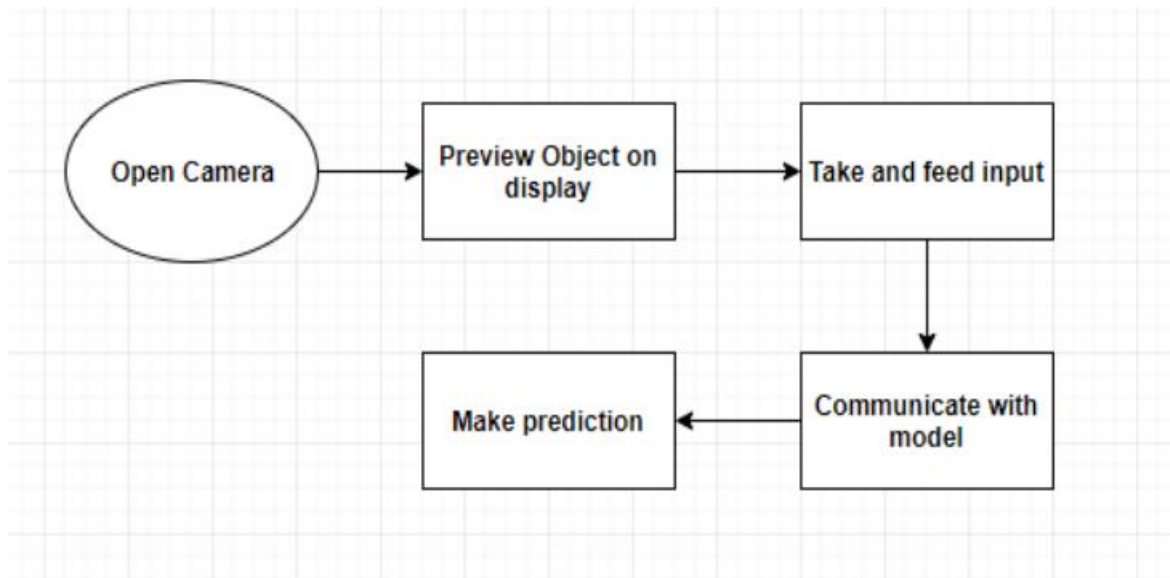 Open Camera
Preview Object on
display
Take and feed input
Make prediction
Communicate with
model